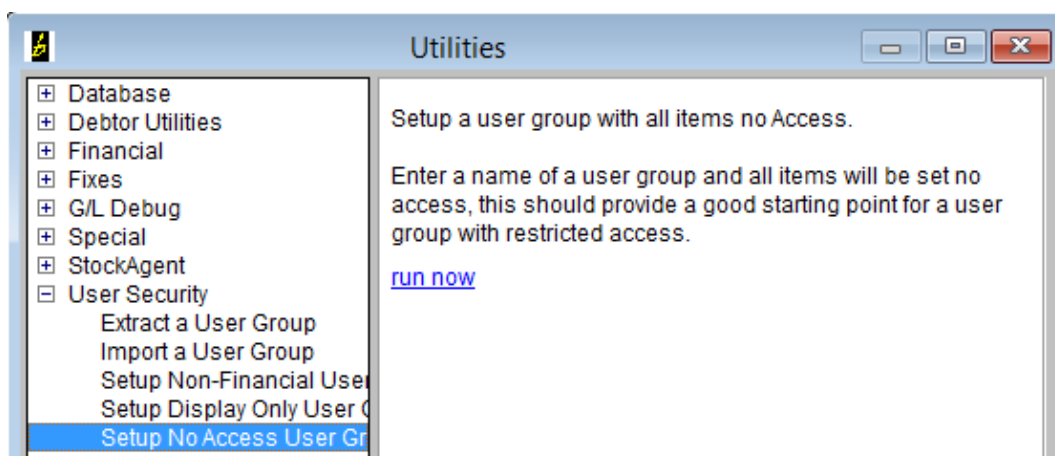 Utilities
Database
Debtor Utilities
Financial
Fixes
G/L Debug
Special
StockAgent
User Security
Extract a User Group
Import a User Group
Setup Non-Financial User
Setup Display Only User
Setup No Access User Gr
Setup a user group with all items no Access.
Enter a name of a user group and all items will be set no
access, this should provide a good starting point for a user
group with restricted access.
run now